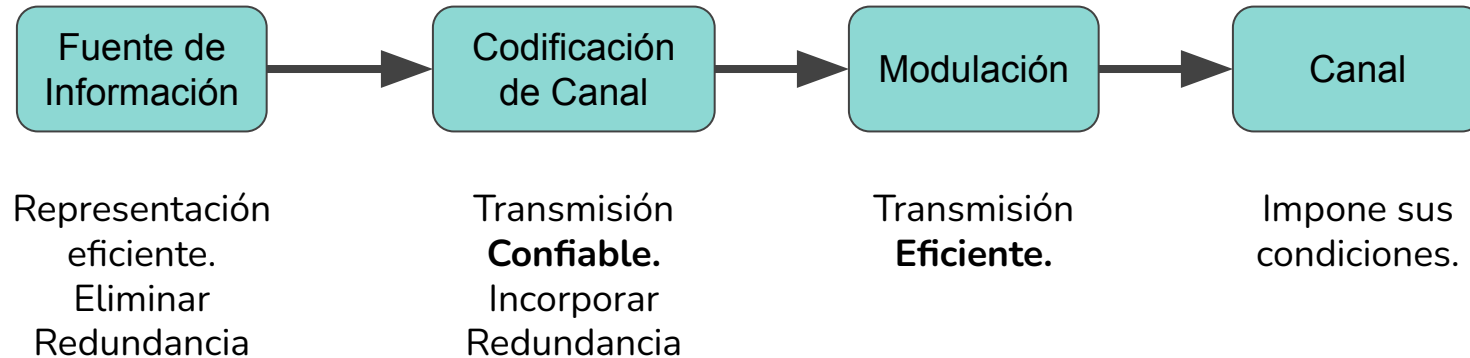 Fuente de
Información
Codificación
de Canal
Modulación
Canal
Representación
eficiente.
Eliminar
Redundancia
Transmisión
Confiable.
Incorporar
Redundancia
Transmisión
Eficiente.
Impone sus
condiciones.